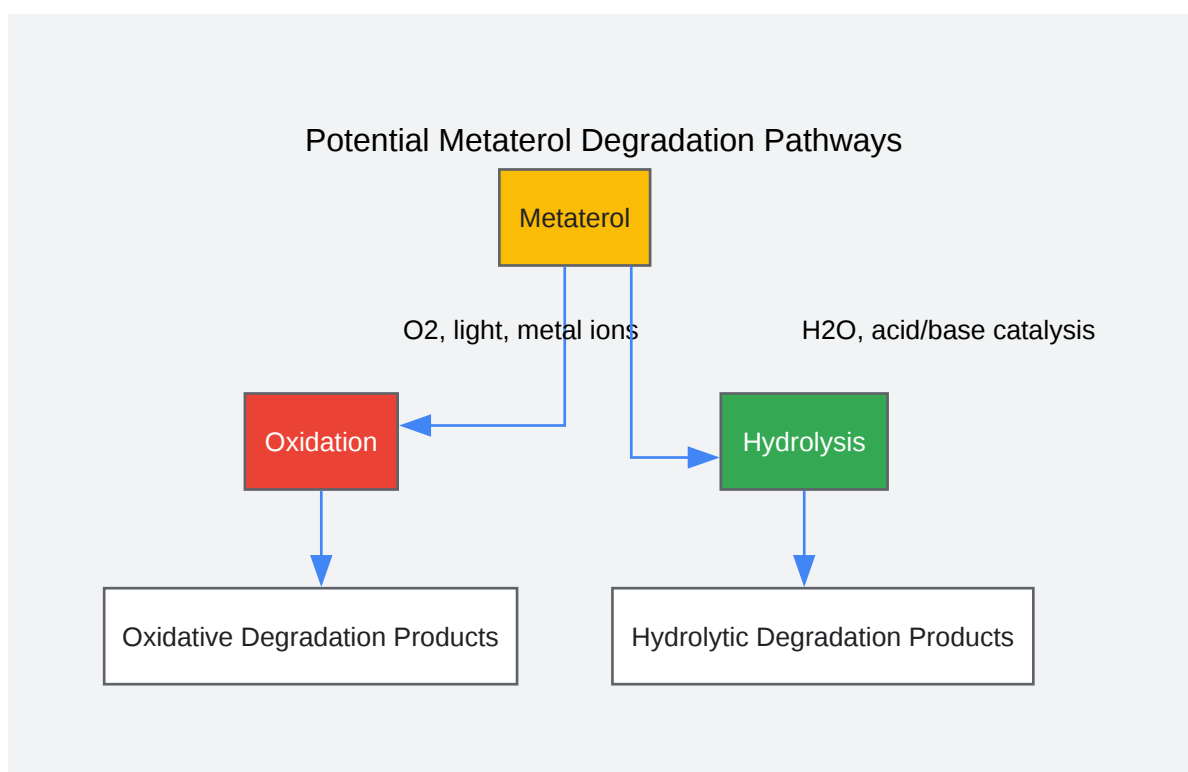 Potential Metaterol Degradation Pathways
Metaterol
O2, light, metal ions
H2O, acid/base catalysis
Oxidation
Hydrolysis
Oxidative Degradation Products
Hydrolytic Degradation Products